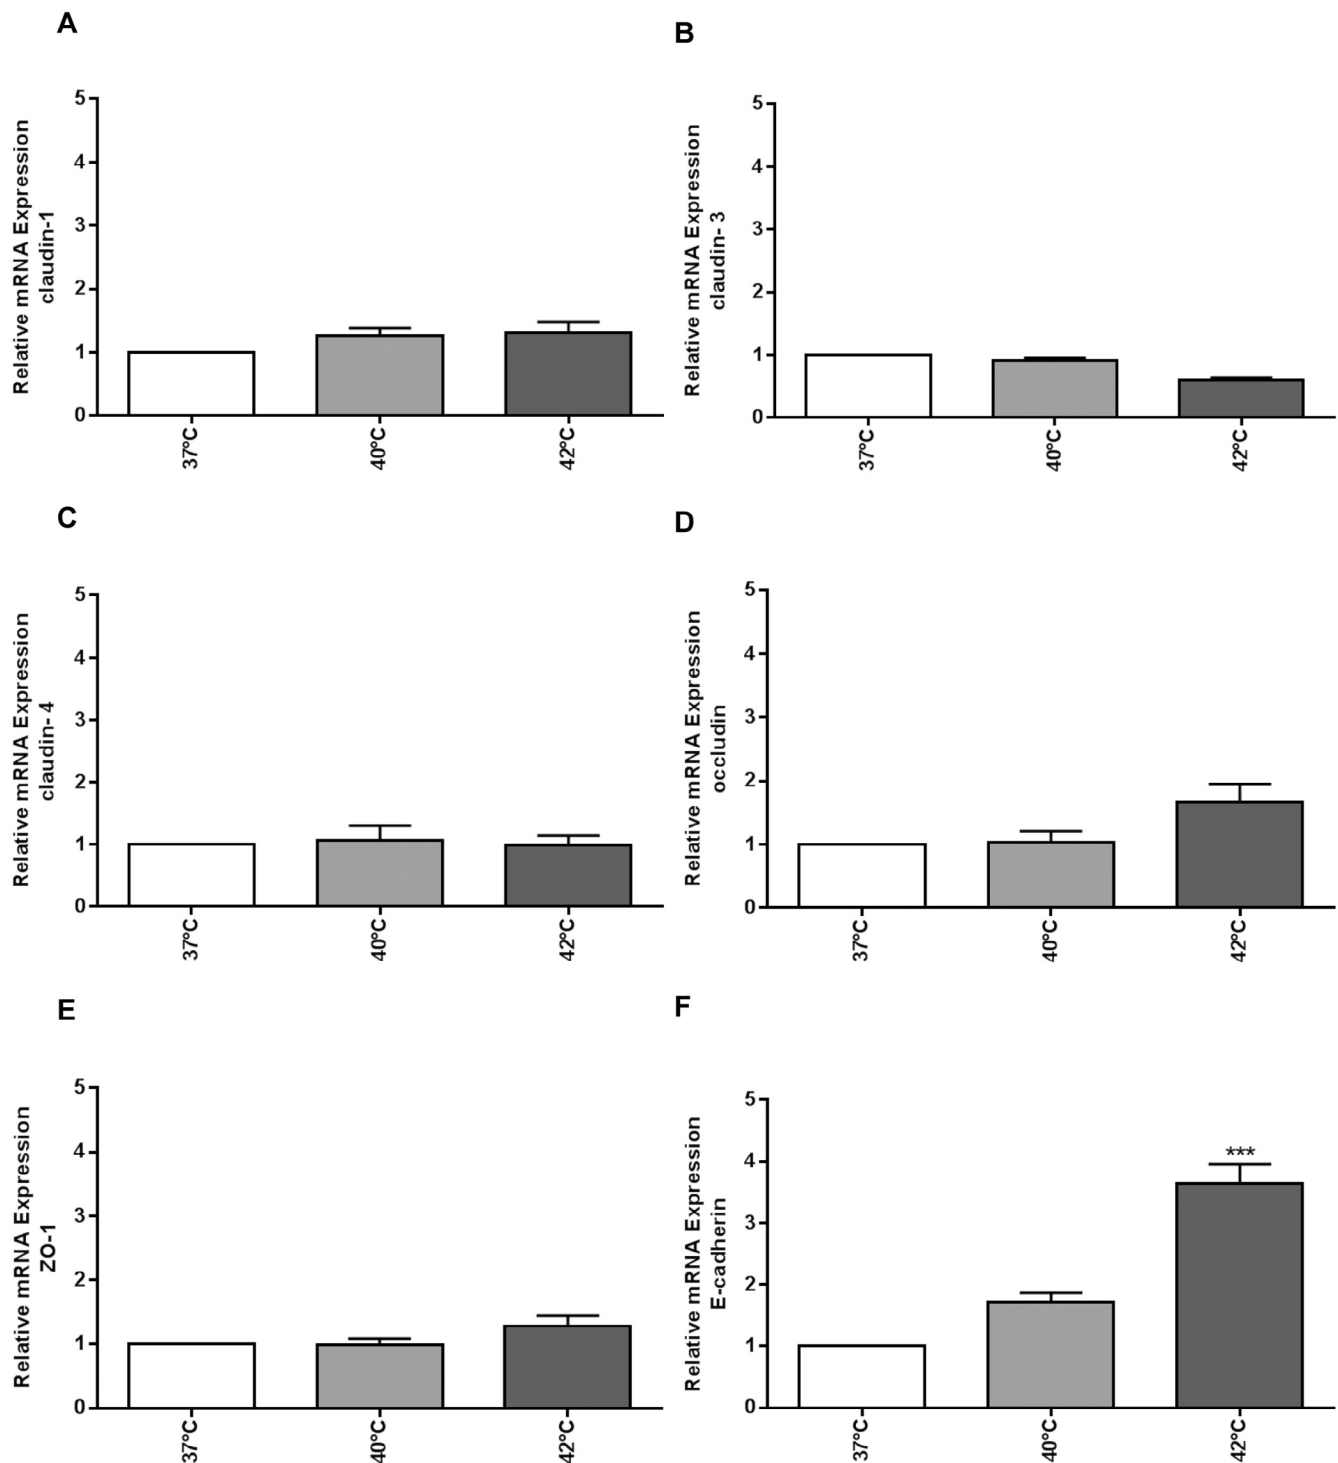 A
Relative mRNA Expression
claudin-1
5
4
3
2
1
0
37°C
40°C
42°C
B
Relative mRNA Expression
claudin- 3
5
4
3
2
1
0
37°C
40°C
42°C
C
Relative mRNA Expression
claudin- 4
5
4
3
2
1
0
37°C
40°C
42°C
D
Relative mRNA Expression
occludin
5
4
3
2
1
0
37°C
40°C
42°C
E
Relative mRNA Expression
ZO-1
5
4
3
2
1
0
37°C
40°C
42°C
F
Relative mRNA Expression
E-cadherin
5
4
3
2
1
0
***
37°C
40°C
42°C